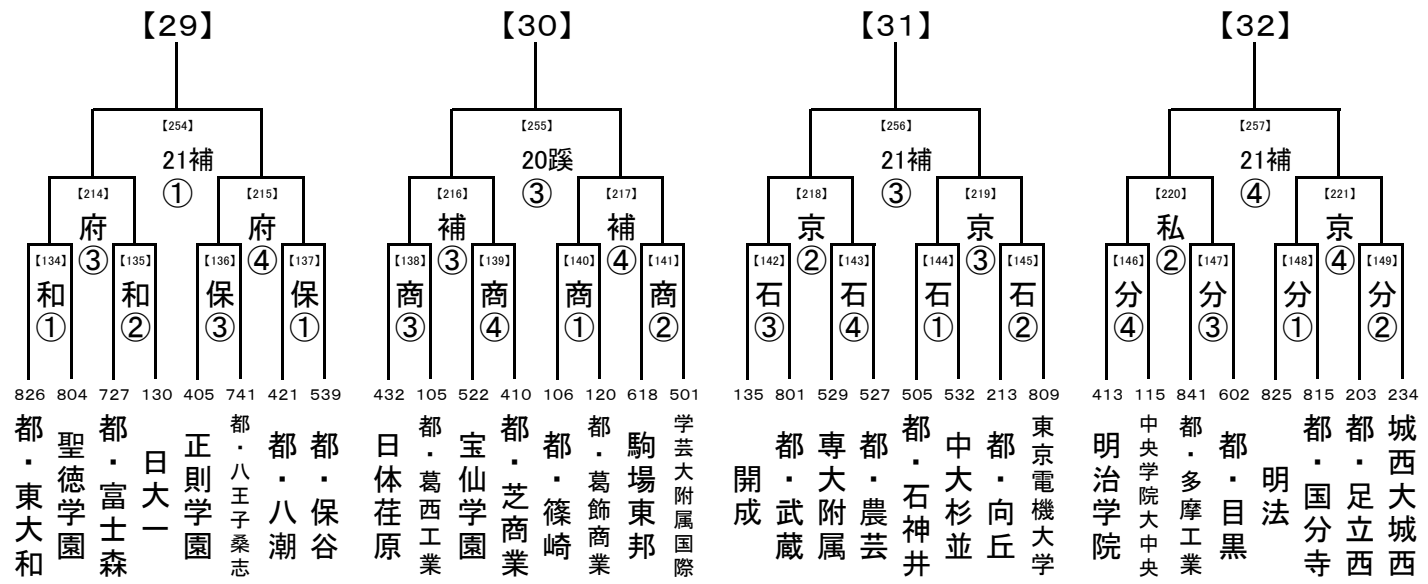 【29】 【30】 【31】 【32】
【254】 【255】 【256】 【257】
21補 20蹊 21補 21補
① ③ ③ ④
【214】 【215】 【216】 【217】 【218】 【219】 【220】 【221】
府 府 補 補 京 京 私 京
③ ④ ③ ④ ② ③ ② ④
【134】 【135】 【136】 【137】 【138】 【139】 【140】 【141】 【142】 【143】 【144】 【145】 【146】 【147】 【148】 【149】
和 和 保 保 商 商 商 商 石 石 石 石 分 分 分 分
① ② ③ ① ③ ④ ① ② ③ ④ ① ② ④ ③ ① ②
826 804 727 130 405 741 421 539 432 105 522 410 106 120 618 501 135 801 529 527 505 532 213 809 413 115 841 602 825 815 203 234
都・東大和
聖徳学園
都・富士森
日大一
正則学園
都・八王子桑志
都・八潮
都・保谷
日体荏原
都・葛西工業
宝仙学園
都・芝商業
都・篠崎
都・葛飾商業
駒場東邦
学芸大附属国際
開成
都・武蔵
専大附属
都・農芸
都・石神井
中大杉並
都・向丘
東京電機大学
明治学院
中央学院大中央
都・多摩工業
都・目黒
明法
都・国分寺
都・足立西
城西大城西